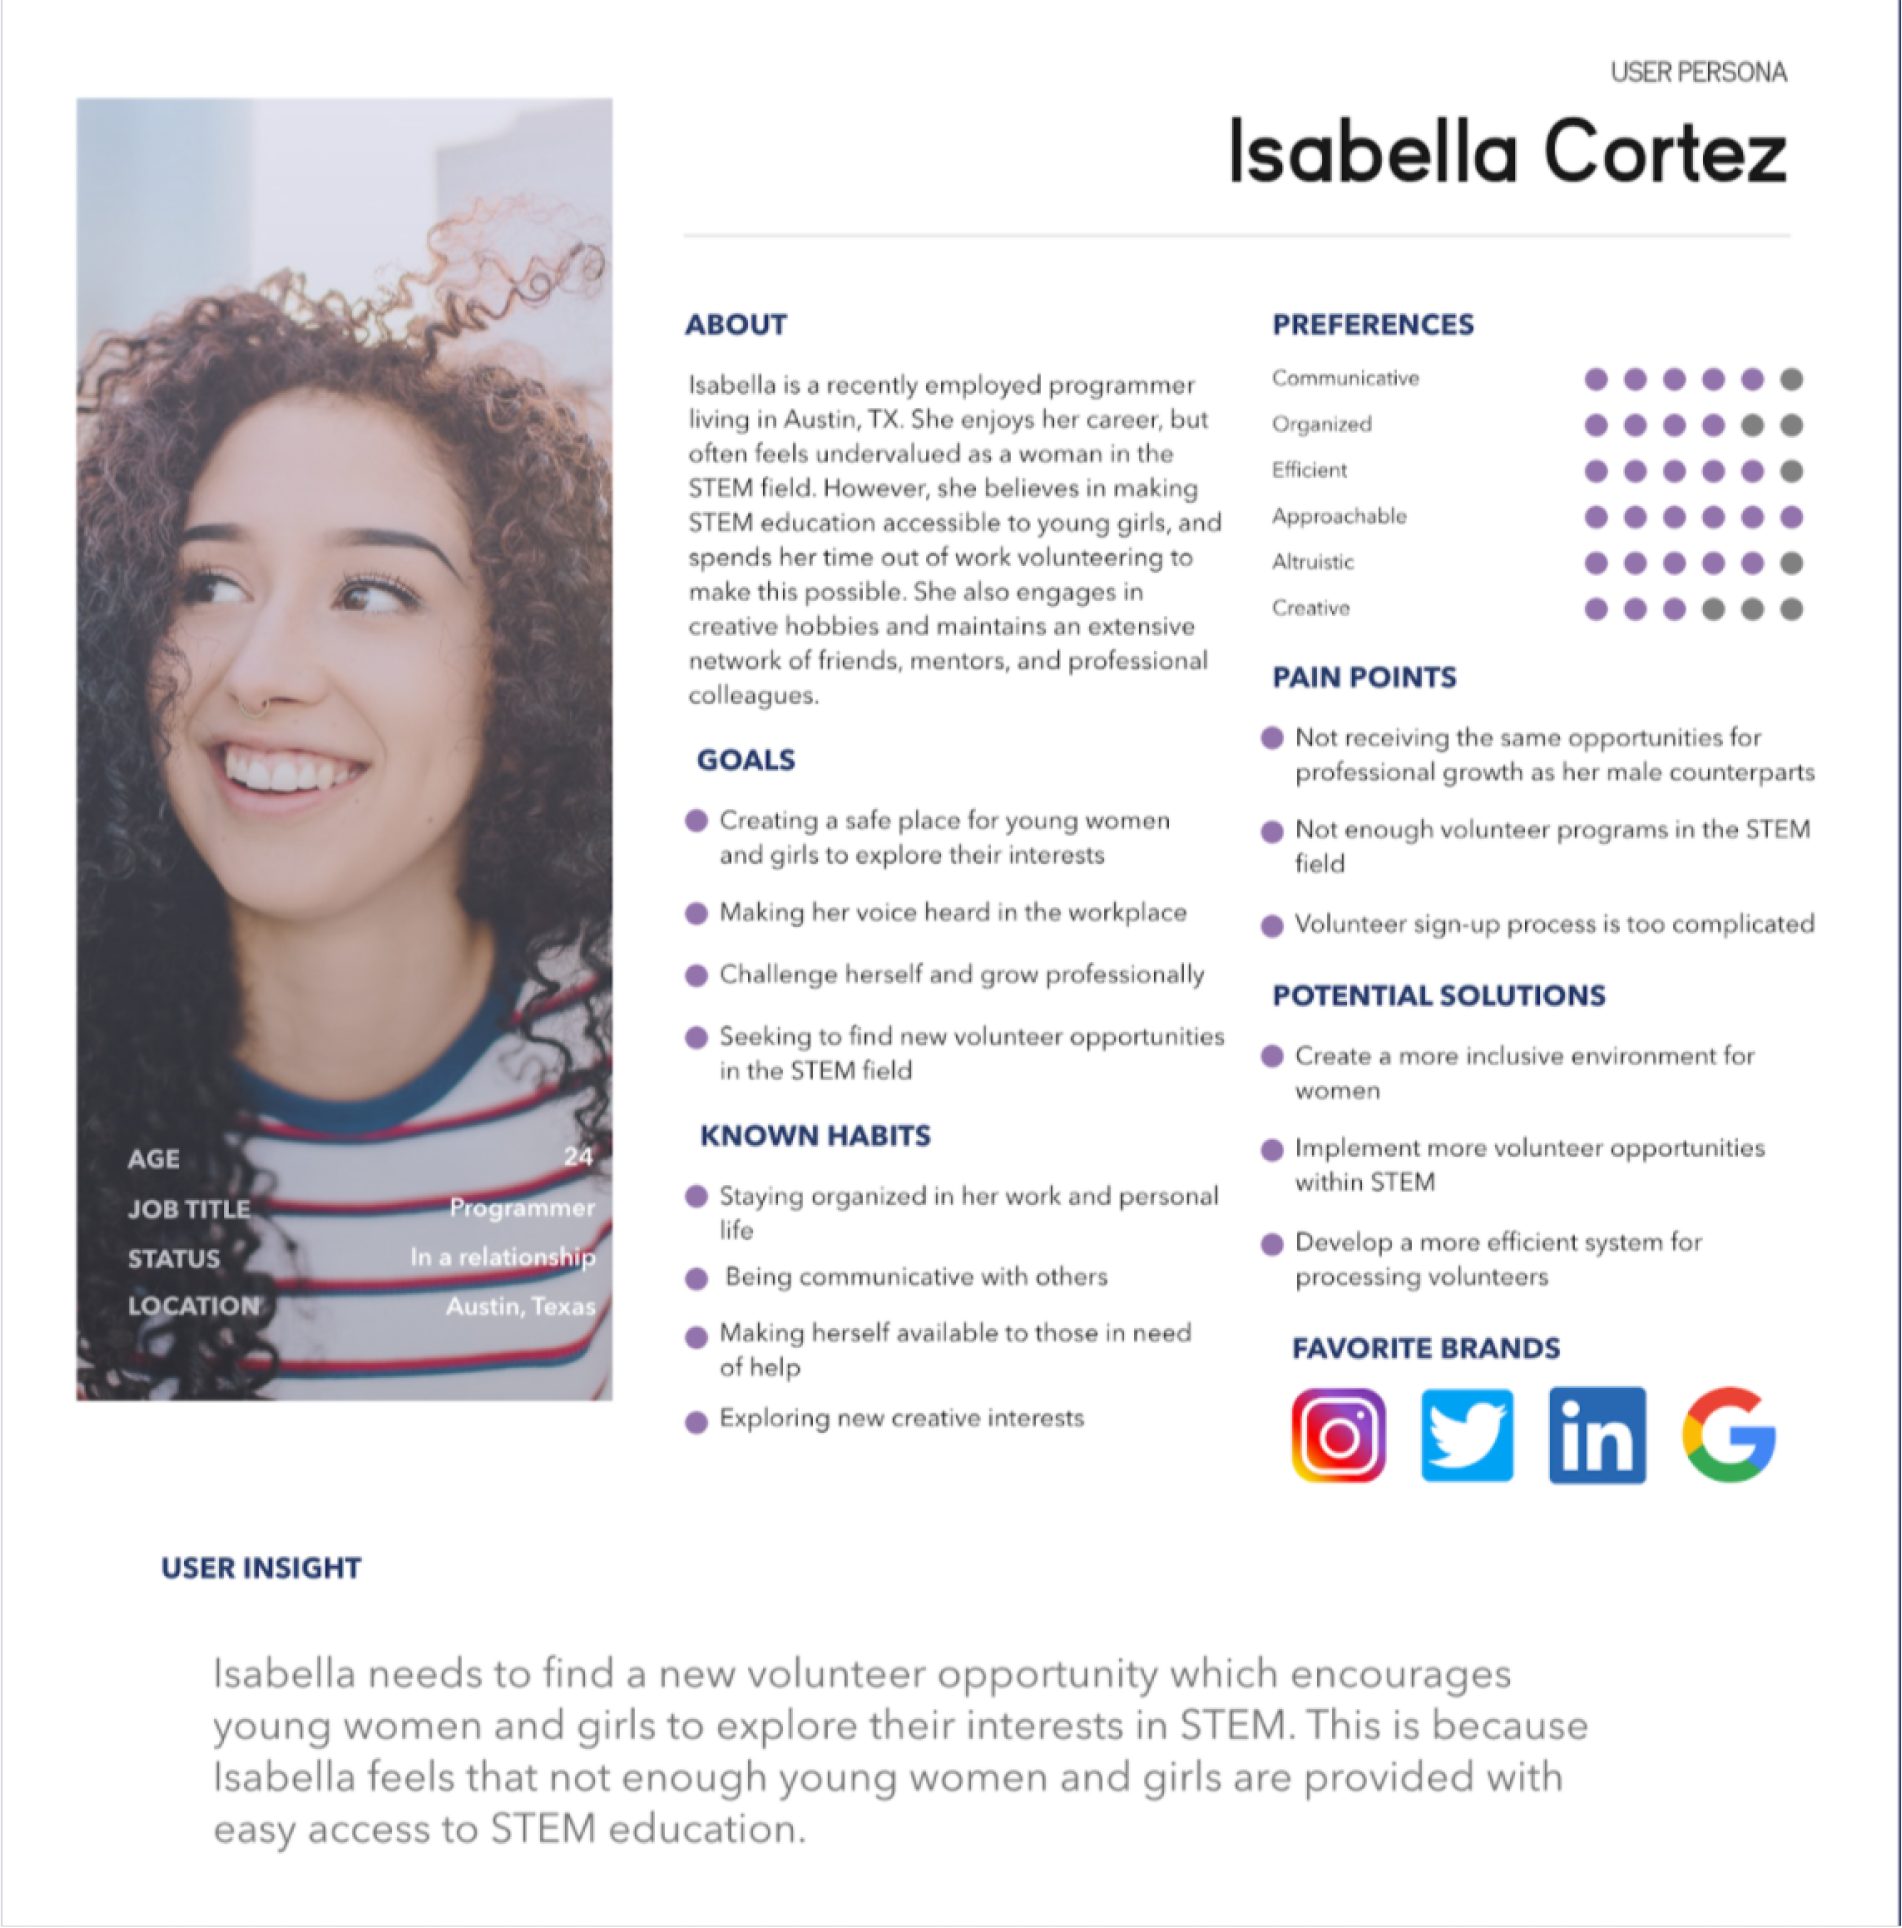 USER PERSONA
Isabella Cortez
ABOUT
Isabella is a recently employed programmer
living in Austin, TX. She enjoys her career, but
often feels undervalued as a woman in the
STEM field. However, she believes in making
STEM education accessible to young girls, and
spends her time out of work volunteering to
make this possible. She also engages in
creative hobbies and maintains an extensive
network of friends, mentors, and professional
colleagues.
GOALS
Creating a safe place for young women
and girls to explore their interests
Making her voice heard in the workplace
Challenge herself and grow professionally
Seeking to find new volunteer opportunities
in the STEM field
KNOWN HABITS
Staying organized in her work and personal
life
Being communicative with others
Making herself available to those in need
of help
Exploring new creative interests
PREFERENCES
Communicative
Organized
Efficient
Approachable
Altruistic
Creative
PAIN POINTS
Not receiving the same opportunities for
professional growth as her male counterparts
Not enough volunteer programs in the STEM
field
Volunteer sign-up process is too complicated
POTENTIAL SOLUTIONS
Create a more inclusive environment for
women
Implement more volunteer opportunities
within STEM
Develop a more efficient system for
processing volunteers
FAVORITE BRANDS
in
G
AGE 24
JOB TITLE Programmer
STATUS In a relationship
LOCATION Austin, Texas
USER INSIGHT
Isabella needs to find a new volunteer opportunity which encourages
young women and girls to explore their interests in STEM. This is because
Isabella feels that not enough young women and girls are provided with
easy access to STEM education.